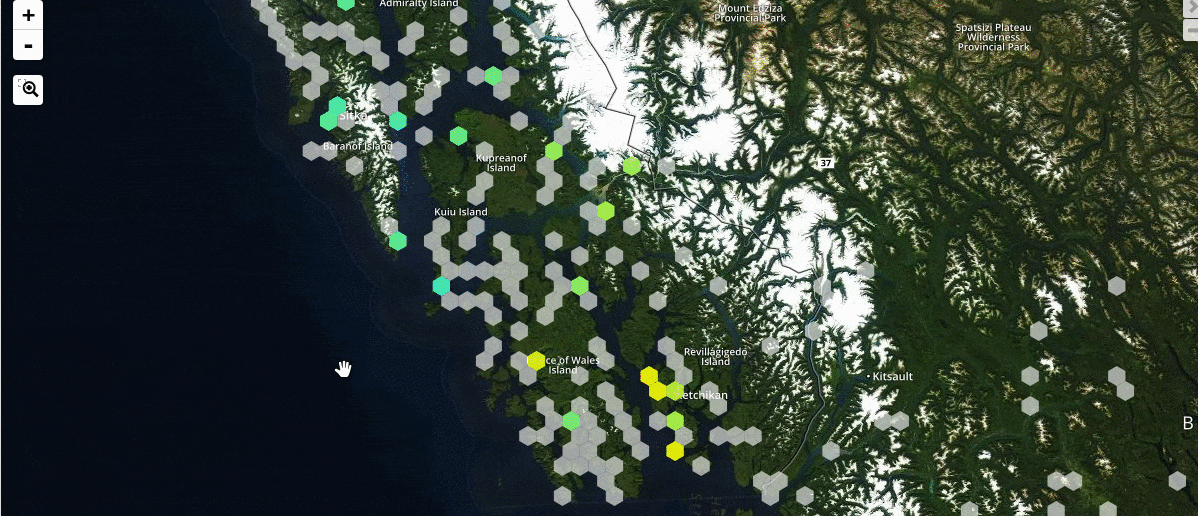 +
-
Admiralty Island
Mount Edziza
Provincial Park
Spatsizi Plateau
Wilderness
Provincial Park
Sitka
Baranof Island
Kupreanof
Island
37
Kuiu Island
ce of Wales
Island
Revillagigedo
Island
• Kitsault
etchikan
B